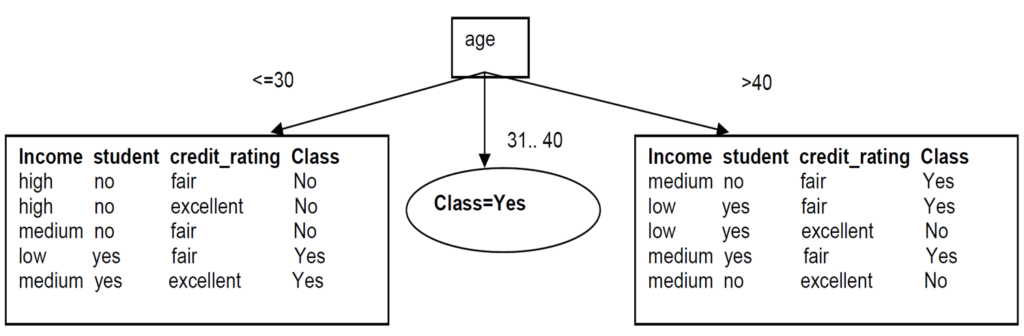 age
<=30
>40
31.. 40
Income student credit_rating Class
high no fair No
high no excellent No
medium no fair No
low yes fair Yes
medium yes excellent Yes
Class=Yes
Income student credit_rating Class
medium no fair Yes
low yes fair Yes
low yes excellent No
medium yes fair Yes
medium no excellent No